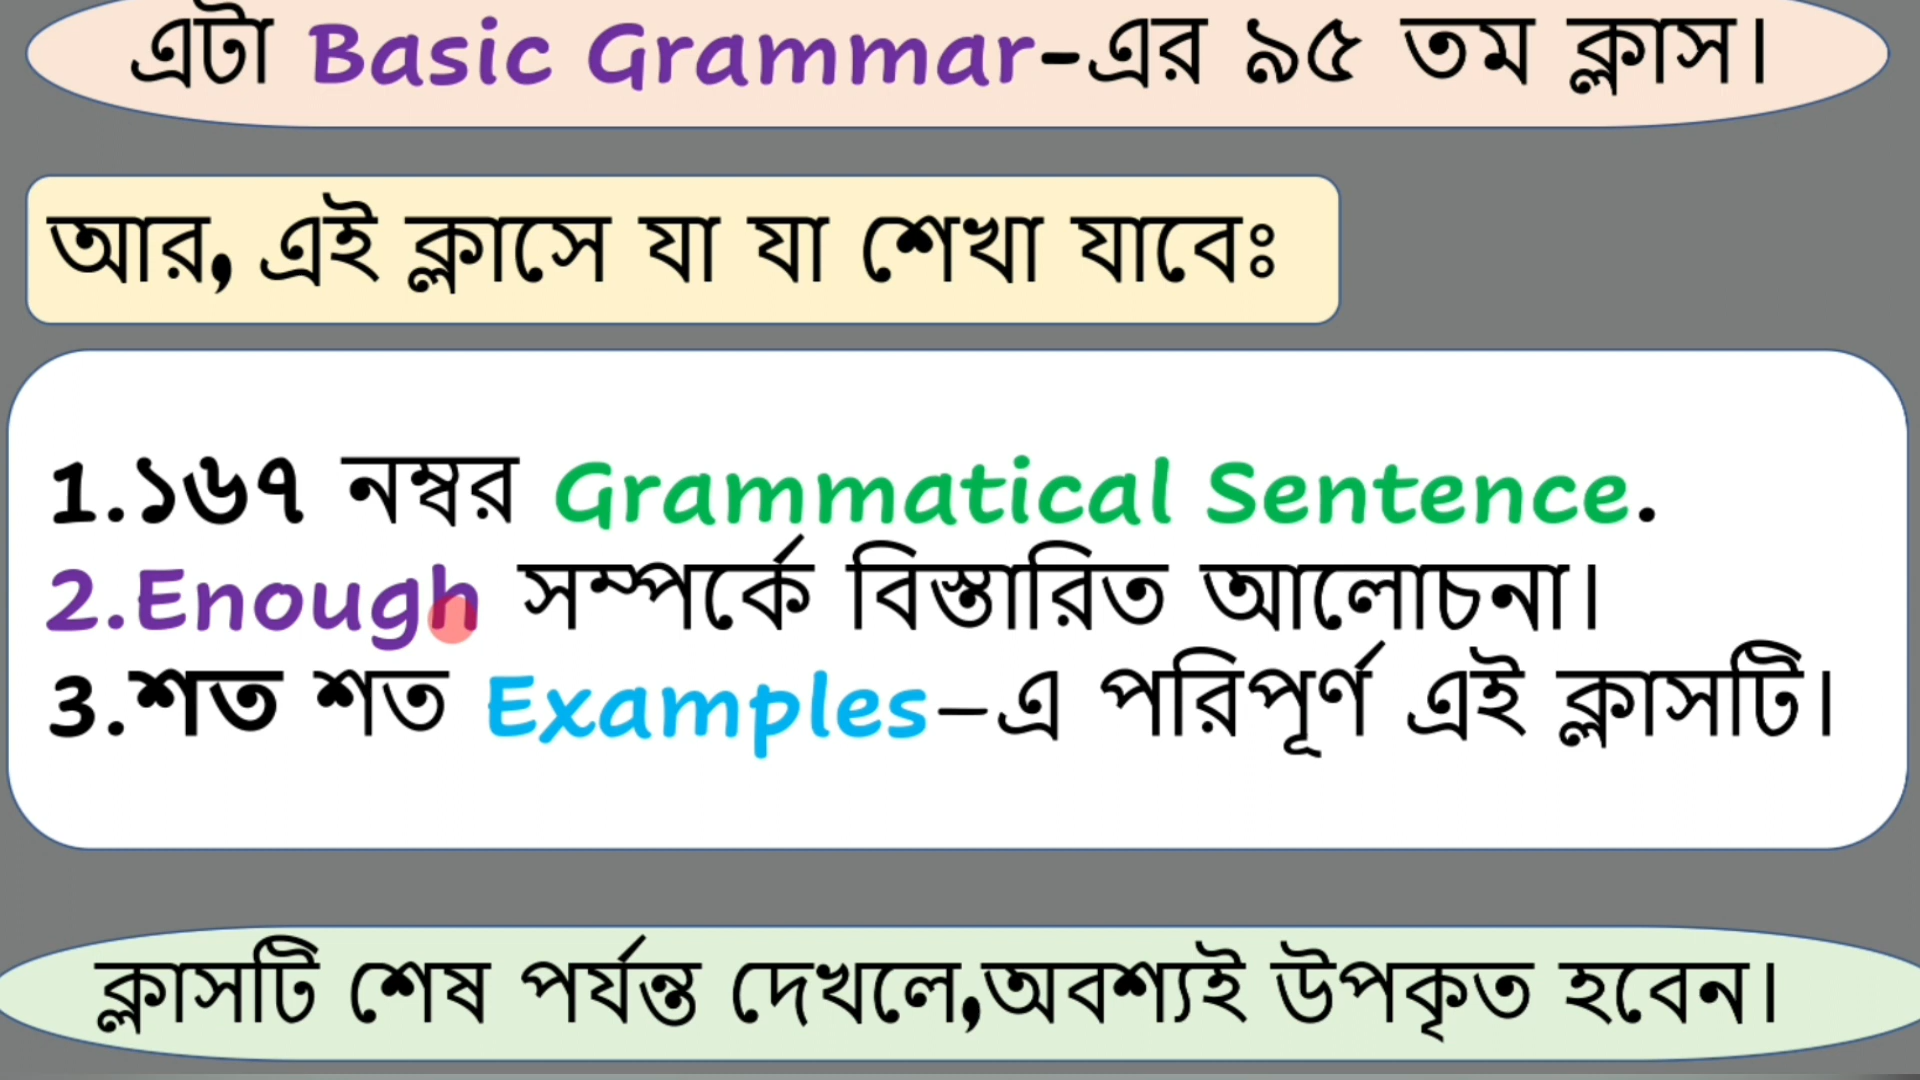 এটা Basic Grammar-এর ৯৫ তম ক্লাস।
আর, এই ক্লাসে যা যা শেখা যাবেঃ
1.১৬৭ নম্বর Grammatical Sentence.
2.Enough সম্পর্কে বিস্তারিত আলোচনা।
3.শত শত Examples–এ পরিপূর্ণ এই ক্লাসটি।
ক্লাসটি শেষ পর্যন্ত দেখলে,অবশ্যই উপকৃত হবেন।